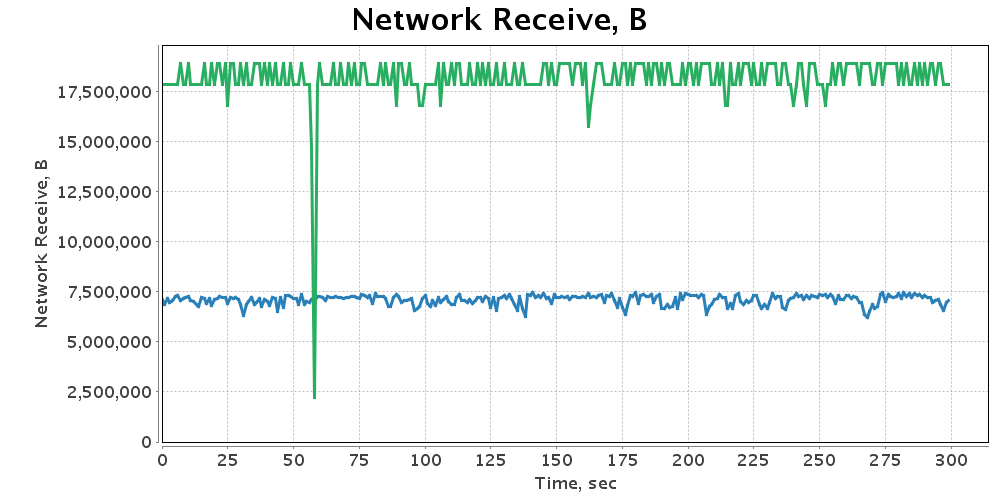 Network Receive, B
Network Receive, B
17,500,000
15,000,000
12,500,000
10,000,000
7,500,000
5,000,000
2,500,000
0
0 25 50 75 100 125 150 175 200 225 250 275 300
Time, sec